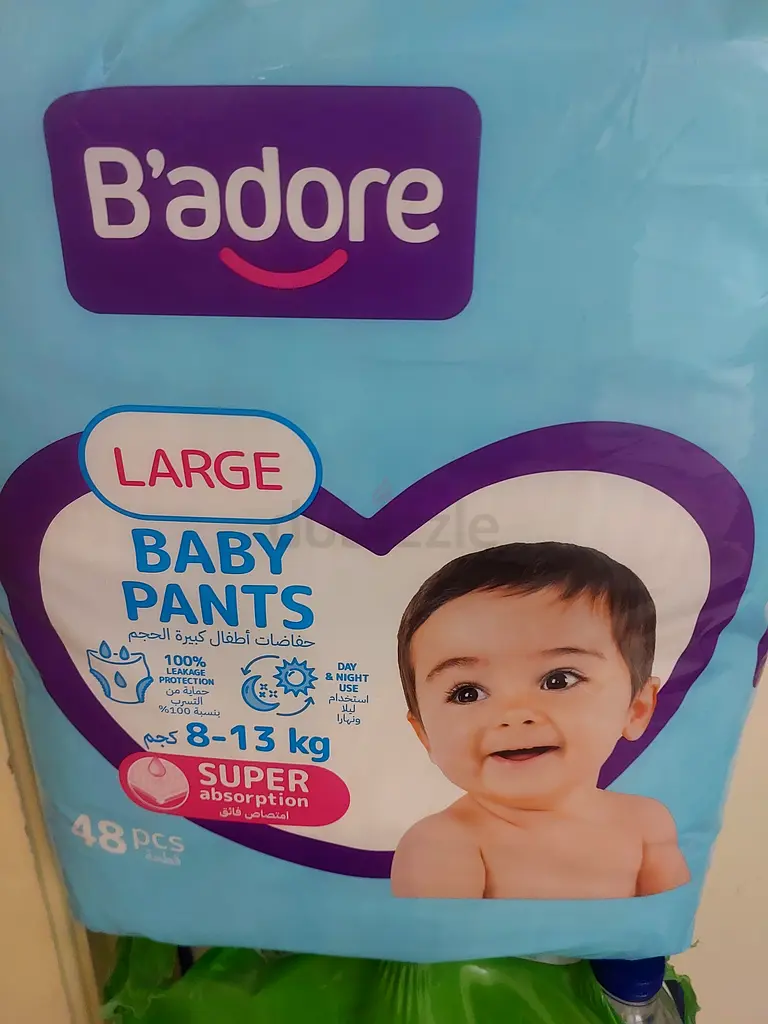 B'adore
LARGE
BABY
PANTS
حفاضات أطفال كبيرة الحجم
100%
LEAKAGE
PROTECTION
حماية من
التسرب
بنسبة 100%
DAY
& NIGHT
USE
استخدام
ليلا
ونهارا
8-13 kg كجم
SUPER
absorption
امتصاص فائق
48 pcs
قطعة